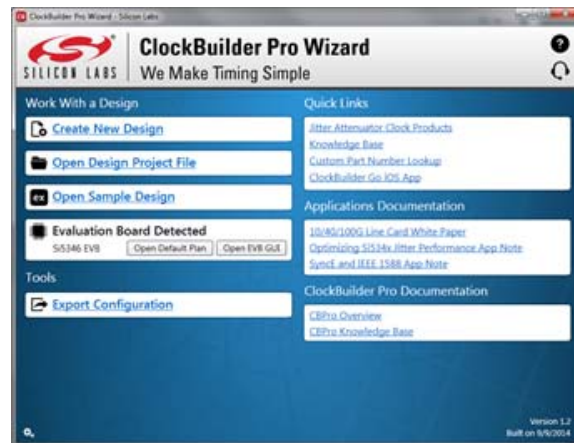 ClockBuilder Pro Wizard - Silicon Labs
SILICON LABS
ClockBuilder Pro Wizard
We Make Timing Simple
?
Work With a Design
Create New Design
Open Design Project File
ex Open Sample Design
Evaluation Board Detected
Si5346 EVB
Open Default Plan
Open EVB GUI
Tools
Export Configuration
Quick Links
Jitter Attenuator Clock Products
Knowledge Base
Custom Part Number Lookup
ClockBuilder Go iOS App
Applications Documentation
10/40/100G Line Card White Paper
Optimizing Si534x Jitter Performance App Note
SyncE and IEEE 1588 App Note
ClockBuilder Pro Documentation
CBPro Overview
CBPro Knowledge Base
Version 1.2
Built on 9/9/2014